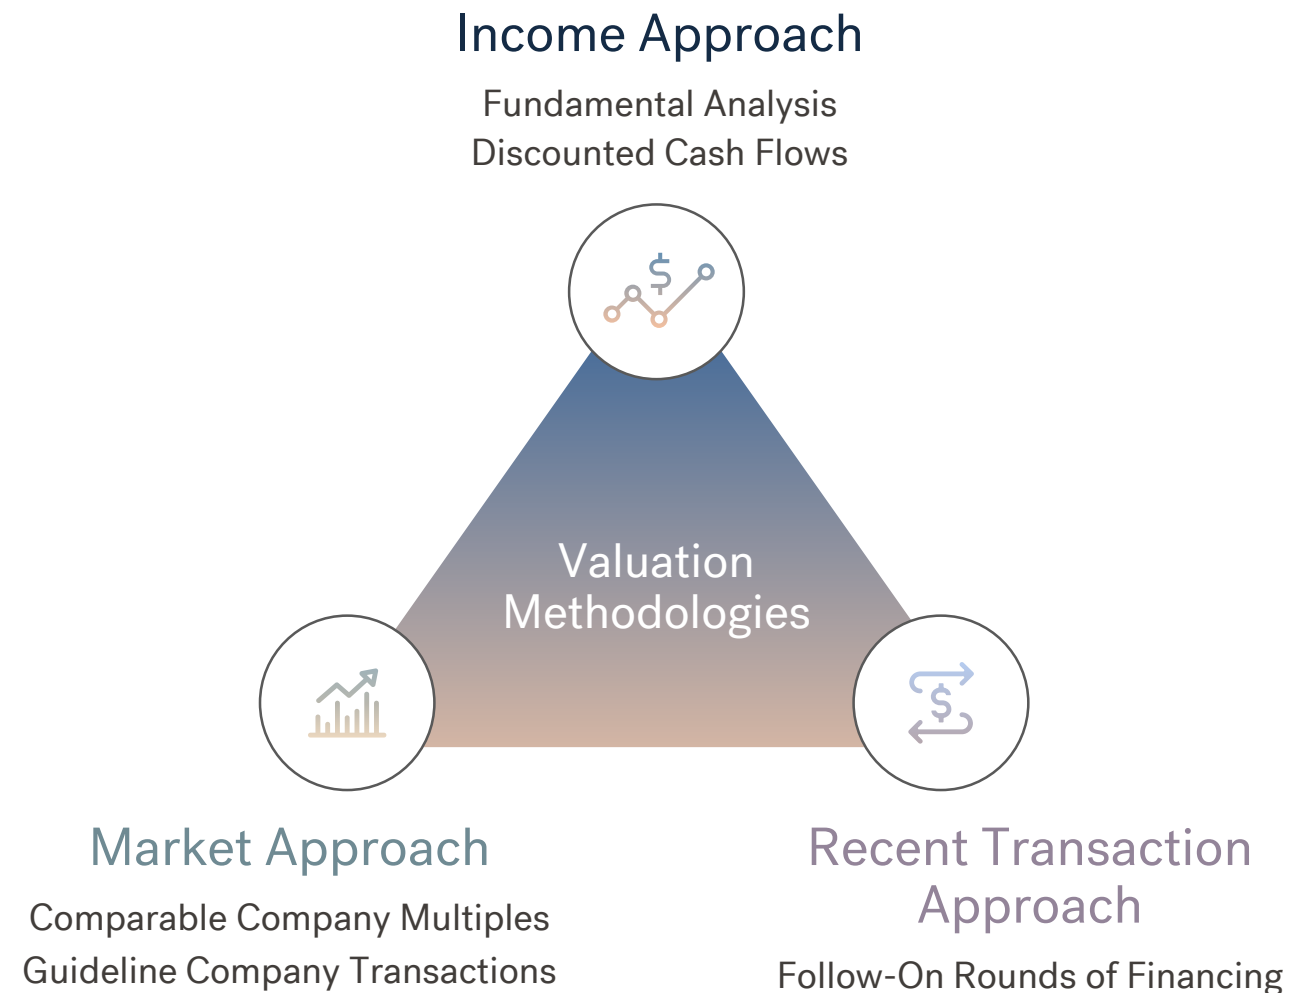 Income Approach
Fundamental Analysis
Discounted Cash Flows
$
Valuation
Methodologies
$
Market Approach
Comparable Company Multiples
Guideline Company Transactions
Recent Transaction
Approach
Follow-On Rounds of Financing